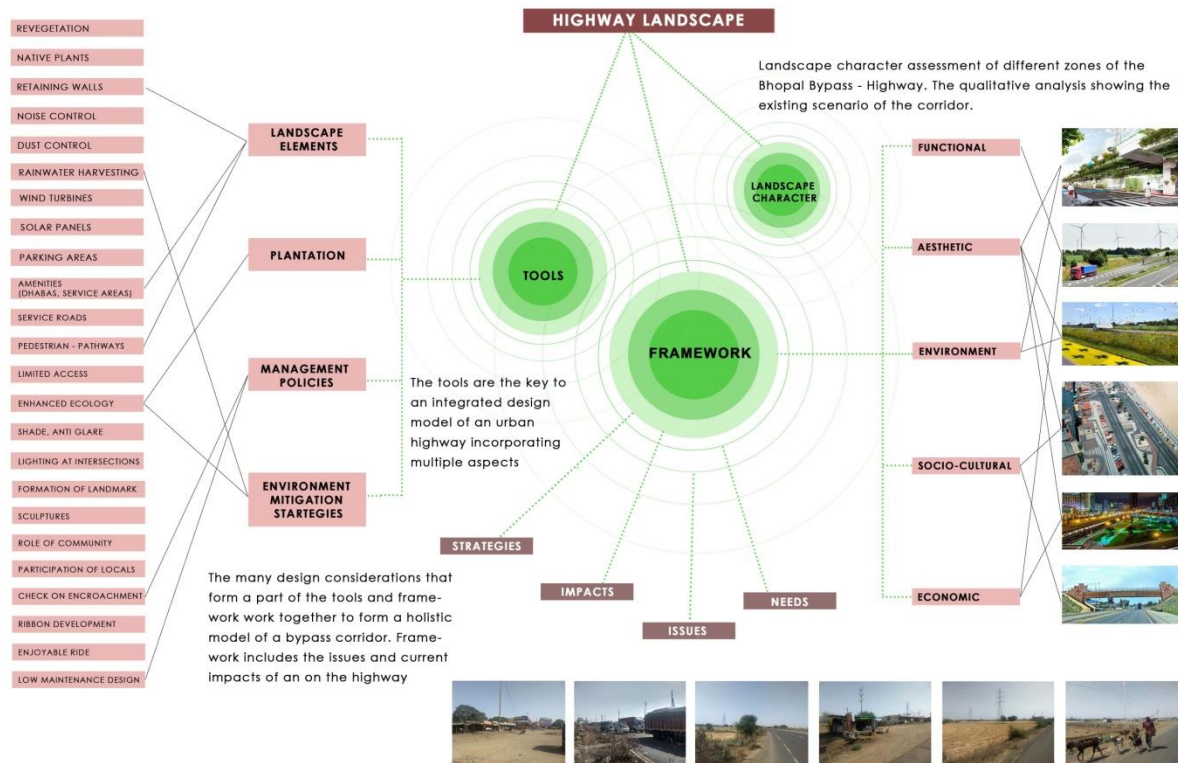 HIGHWAY LANDSCAPE
Landscape character assessment of different zones of the
Bhopal Bypass - Highway. The qualitative analysis showing the
existing scenario of the corridor.
REVEGETATION
NATIVE PLANTS
RETAINING WALLS
NOISE CONTROL
DUST CONTROL
RAINWATER HARVESTING
WIND TURBINES
SOLAR PANELS
PARKING AREAS
AMENITIES
(DHABAS, SERVICE AREAS)
SERVICE ROADS
PEDESTRIAN - PATHWAYS
LIMITED ACCESS
ENHANCED ECOLOGY
SHADE, ANTI GLARE
LIGHTING AT INTERSECTIONS
FORMATION OF LANDMARK
SCULPTURES
ROLE OF COMMUNITY
PARTICIPATION OF LOCALS
CHECK ON ENCROACHMENT
RIBBON DEVELOPMENT
ENJOYABLE RIDE
LOW MAINTENANCE DESIGN
LANDSCAPE
ELEMENTS
PLANTATION
MANAGEMENT
POLICIES
ENVIRONMENT
MITIGATION
STARTEGIES
TOOLS
LANDSCAPE
CHARACTER
FRAMEWORK
The tools are the key to
an integrated design
model of an urban
highway incorporating
multiple aspects
The many design considerations that
form a part of the tools and frame-
work work together to form a holistic
model of a bypass corridor. Frame-
work includes the issues and current
impacts of an on the highway
STRATEGIES
IMPACTS
ISSUES
NEEDS
FUNCTIONAL
AESTHETIC
ENVIRONMENT
SOCIO-CULTURAL
ECONOMIC